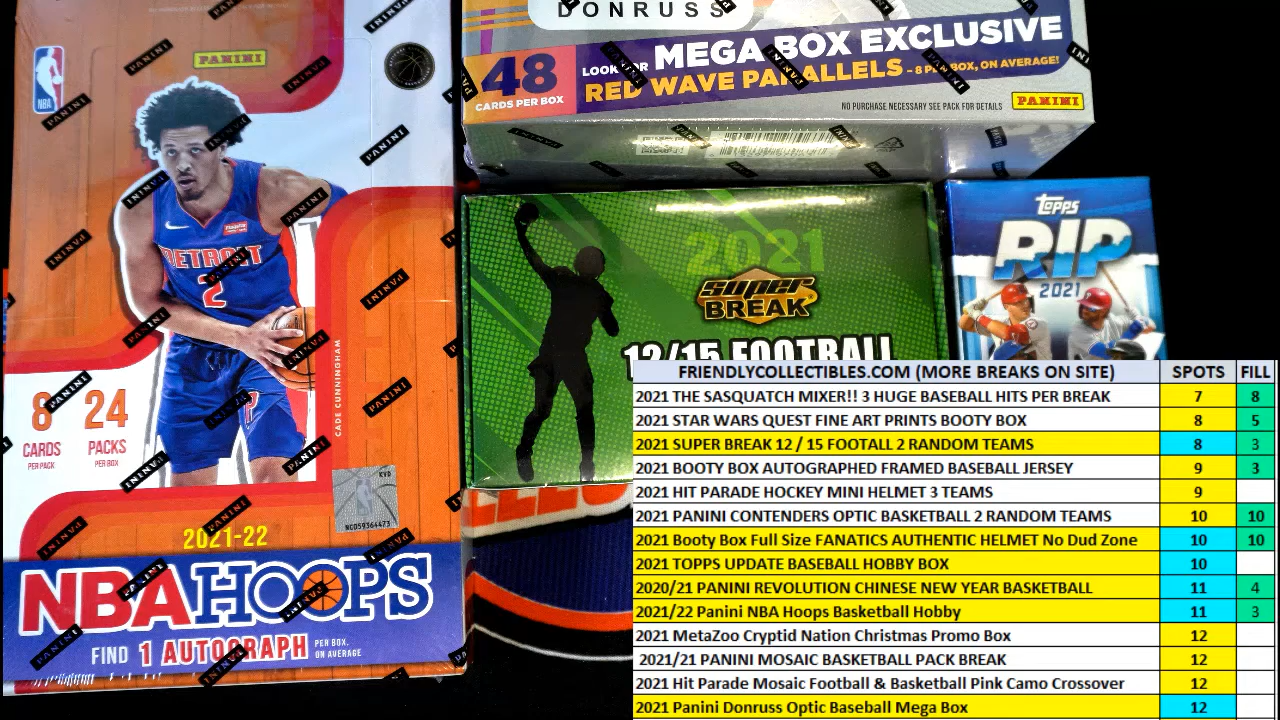 PANINI
NBA
DETROIT
2
CADE CUNNINGHAM
8 24
CARDS PACKS
PER PACK PER BOX
2021-22
NBA HOOPS
FIND 1 AUTOGRAPH PER BOX,
ON AVERAGE
DONRUSS
48
CARDS PER BOX
MEGA BOX EXCLUSIVE
LOOK FOR
RED WAVE PARALLELS – 8 PER BOX, ON AVERAGE!
NO PURCHASE NECESSARY SEE PACK FOR DETAILS
PANINI
2021
super
BREAK
12/15 FOOTBALL
topps
RIP
2021
FRIENDLYCOLLECTIBLES.COM (MORE BREAKS ON SITE) SPOTS FILL
2021 THE SASQUATCH MIXER!! 3 HUGE BASEBALL HITS PER BREAK 7 8
2021 STAR WARS QUEST FINE ART PRINTS BOOTY BOX 8 5
2021 SUPER BREAK 12 / 15 FOOTALL 2 RANDOM TEAMS 8 3
2021 BOOTY BOX AUTOGRAPHED FRAMED BASEBALL JERSEY 9 3
2021 HIT PARADE HOCKEY MINI HELMET 3 TEAMS 9
2021 PANINI CONTENDERS OPTIC BASKETBALL 2 RANDOM TEAMS 10 10
2021 Booty Box Full Size FANATICS AUTHENTIC HELMET No Dud Zone 10 10
2021 TOPPS UPDATE BASEBALL HOBBY BOX 10
2020/21 PANINI REVOLUTION CHINESE NEW YEAR BASKETBALL 11 4
2021/22 Panini NBA Hoops Basketball Hobby 11 3
2021 MetaZoo Cryptid Nation Christmas Promo Box 12
2021/21 PANINI MOSAIC BASKETBALL PACK BREAK 12
2021 Hit Parade Mosaic Football & Basketball Pink Camo Crossover 12
2021 Panini Donruss Optic Baseball Mega Box 12